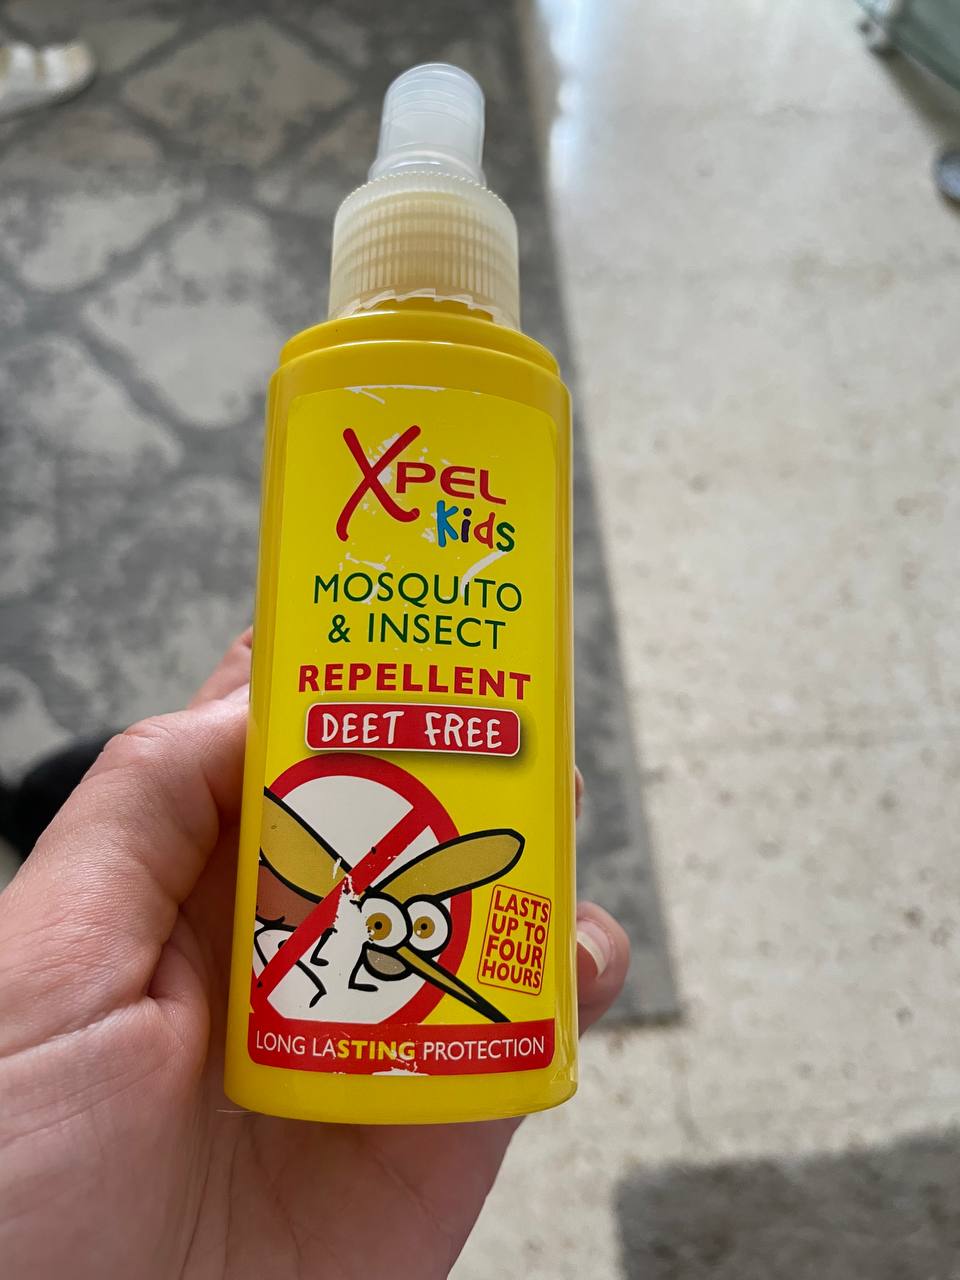 XPEL
Kids
MOSQUITO
& INSECT
REPELLENT
DEET FREE
LASTS
UP TO
FOUR
HOURS
LONG LASTING PROTECTION